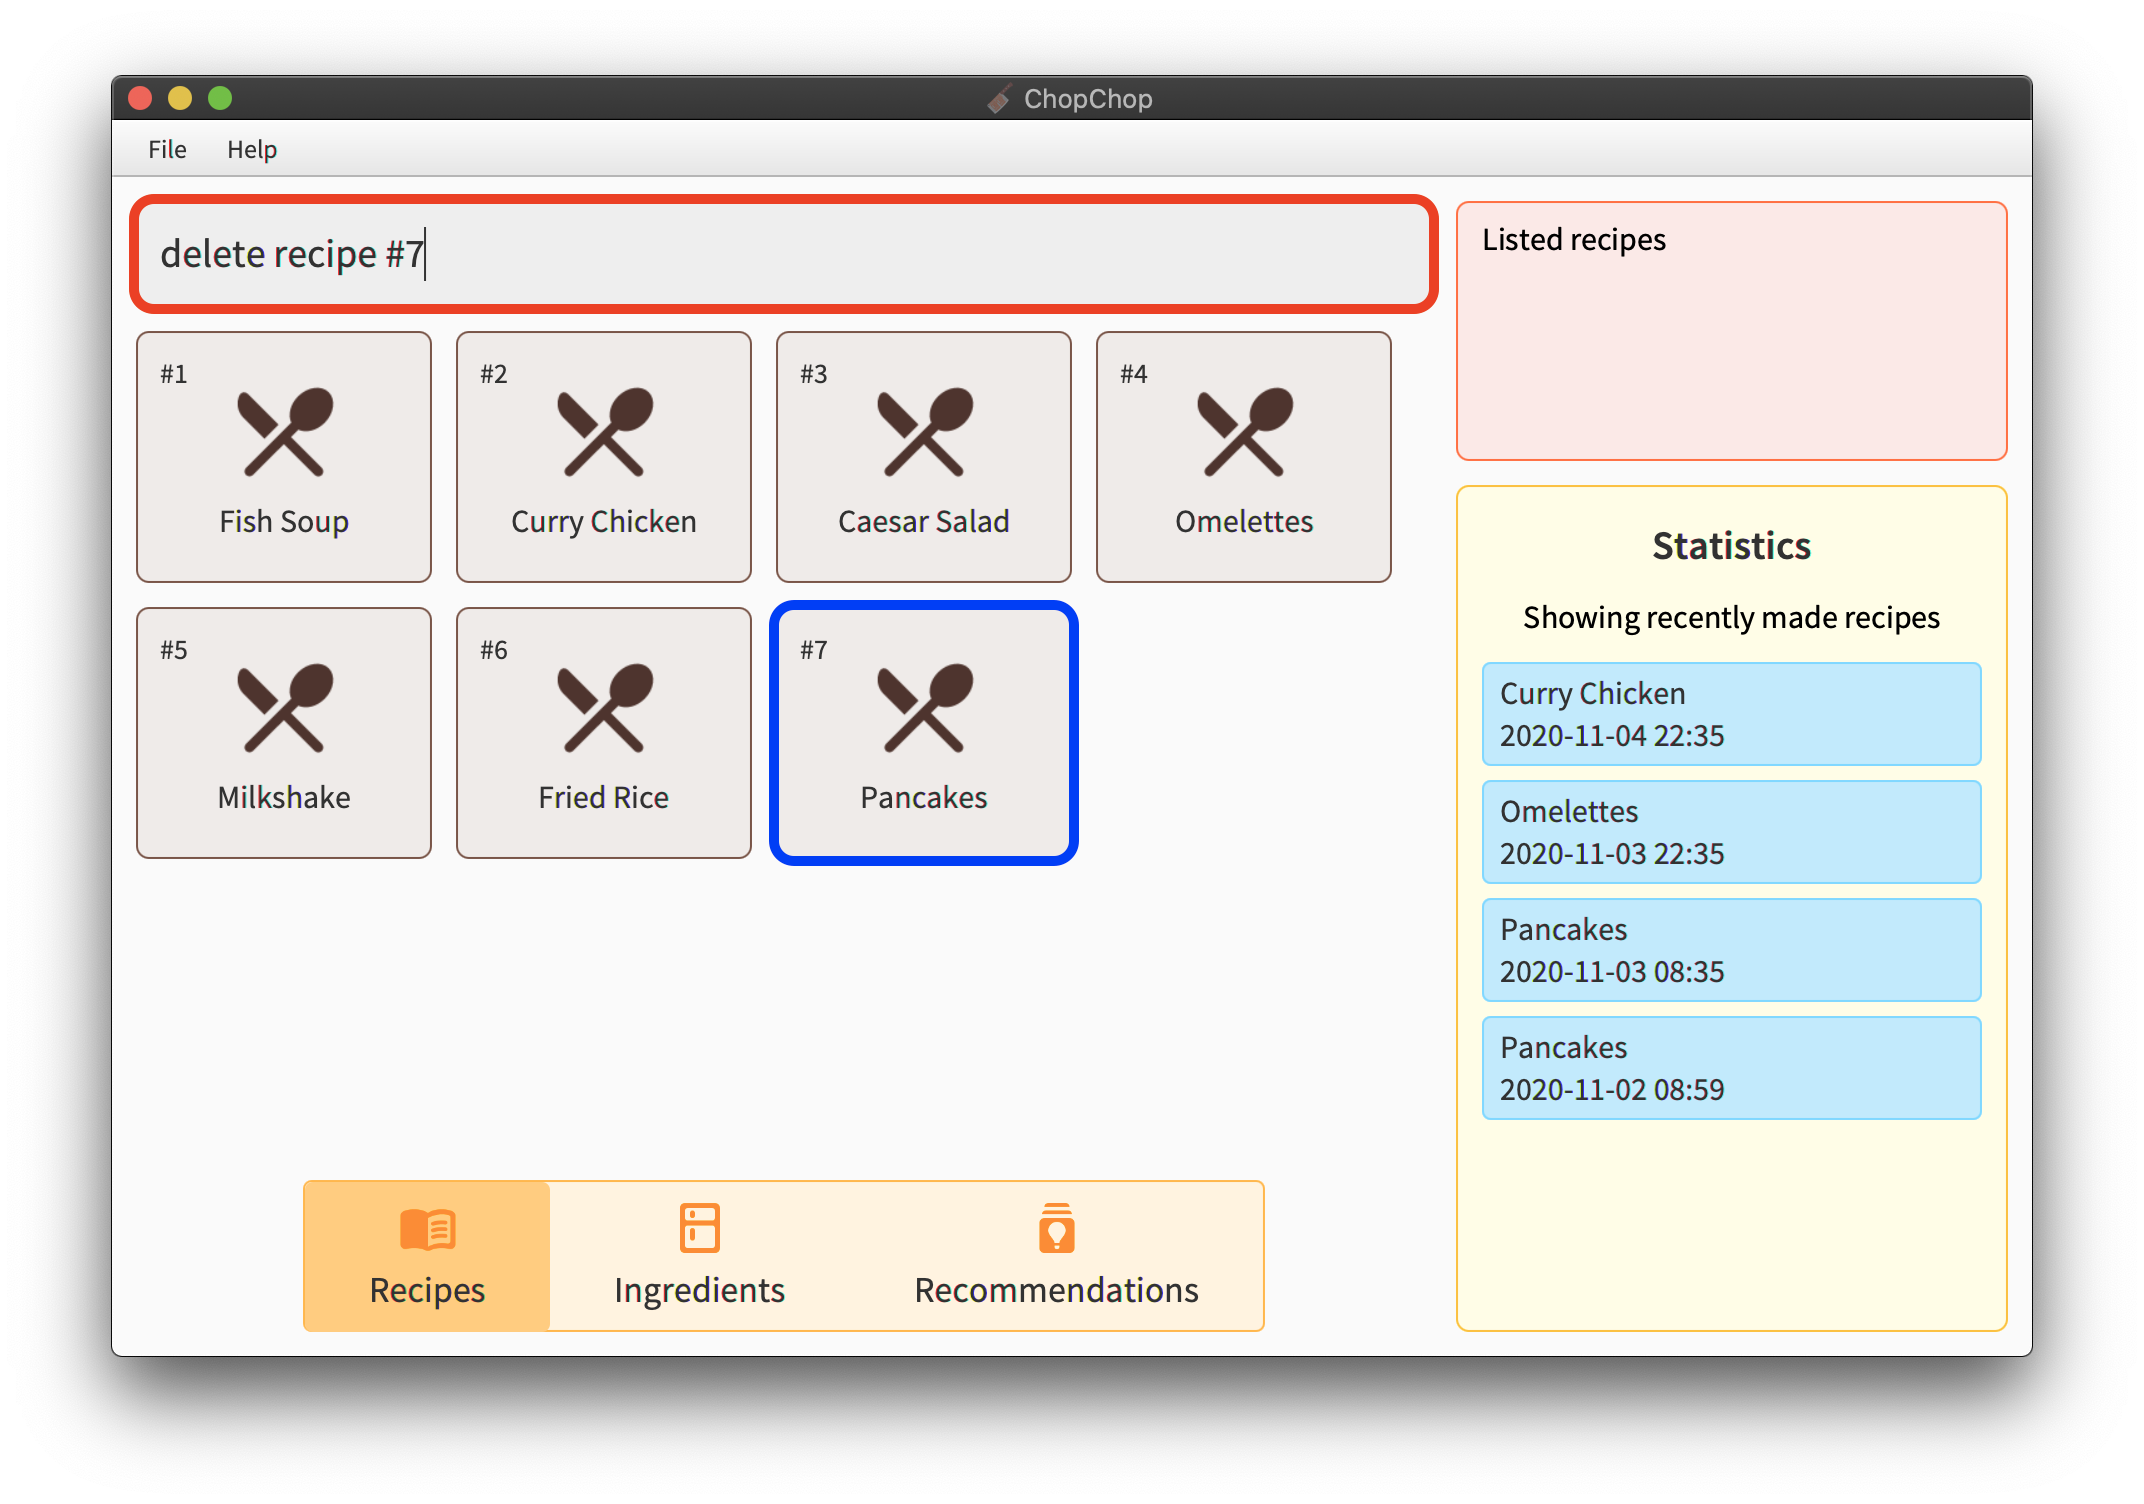 ChopChop
File Help
delete recipe #7
#1
Fish Soup
#2
Curry Chicken
#3
Caesar Salad
#4
Omelettes
#5
Milkshake
#6
Fried Rice
#7
Pancakes
Recipes
Ingredients
Recommendations
Listed recipes
Statistics
Showing recently made recipes
Curry Chicken
2020-11-04 22:35
Omelettes
2020-11-03 22:35
Pancakes
2020-11-03 08:35
Pancakes
2020-11-02 08:59